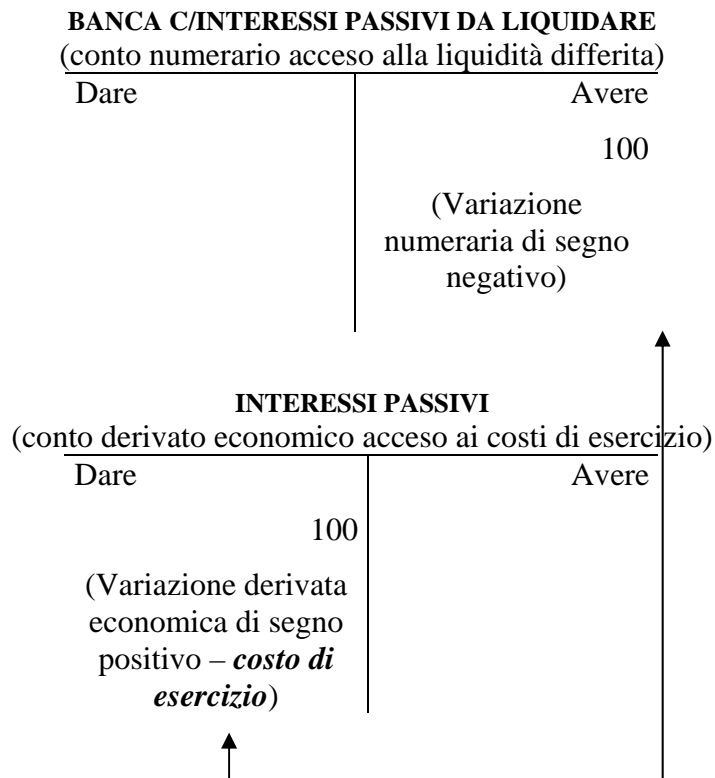 BANCA C/INTERESSI PASSIVI DA LIQUIDARE
(conto numerario acceso alla liquidità differita)
Dare Avere
100
(Variazione
numeraria di segno
negativo)
INTERESSI PASSIVI
(conto derivato economico acceso ai costi di esercizio)
Dare Avere
100
(Variazione derivata
economica di segno
positivo – costo di
esercizio)